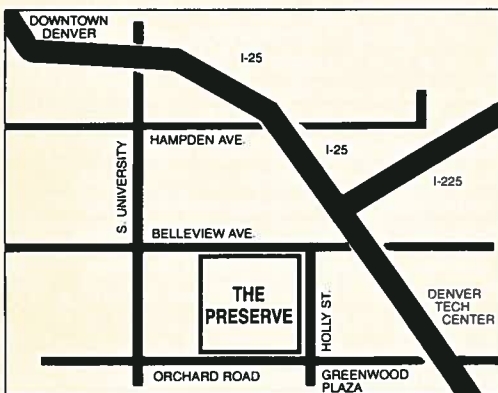 DOWNTOWN
DENVER
I-25
HAMPDEN AVE.
I-25
I-225
S. UNIVERSITY
BELLEVIEW AVE.
THE
PRESERVE
HOLLY ST.
DENVER
TECH
CENTER
ORCHARD ROAD
GREENWOOD
PLAZA